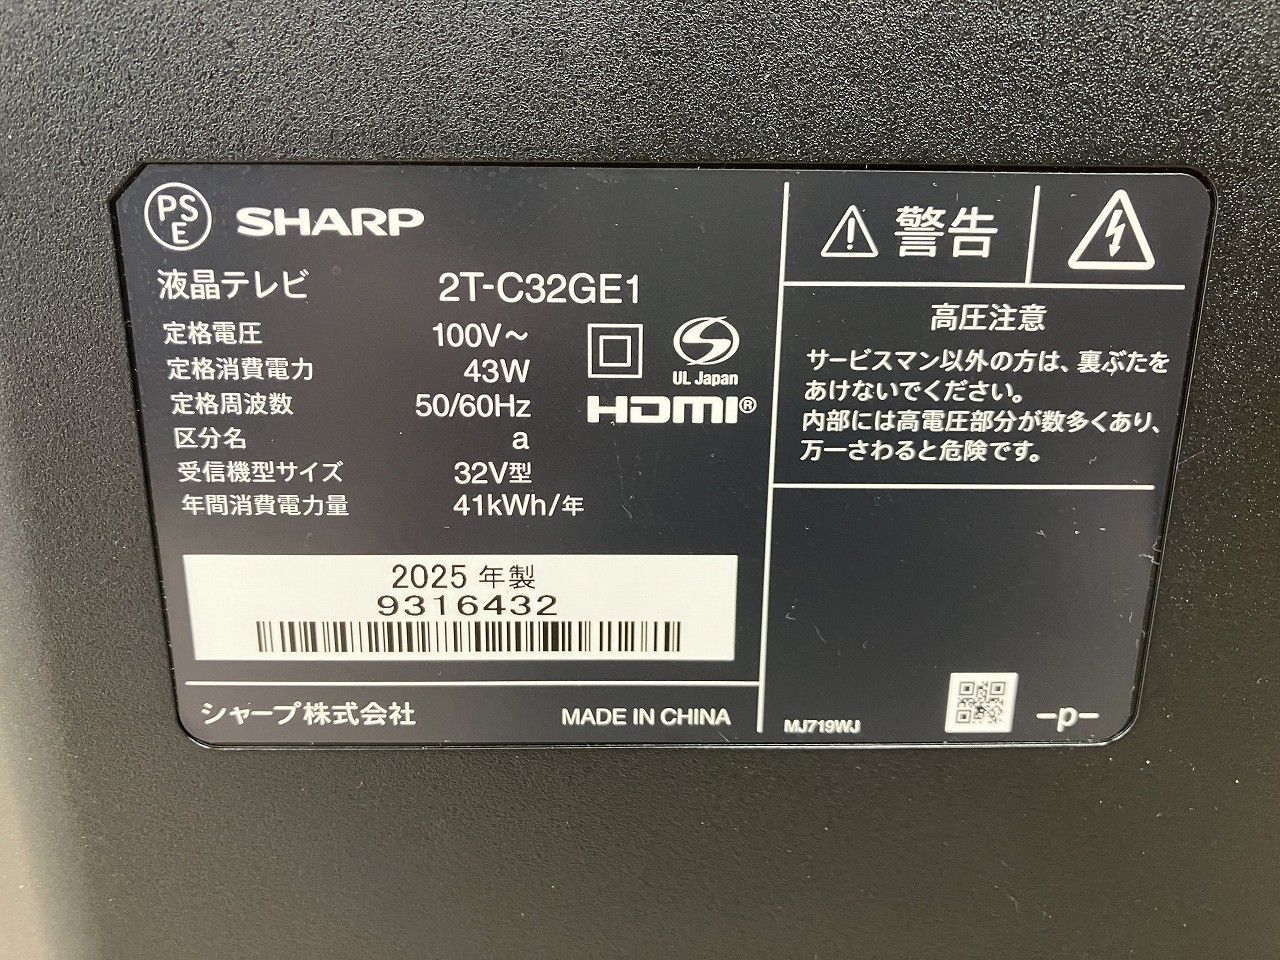 PS
E
SHARP
液晶テレビ 2T-C32GE1
定格電圧 100V～
定格消費電力 43W
定格周波数 50/60Hz
区分名 a
受信機型サイズ 32V型
年間消費電力量 41kWh/年
S
UL Japan
HDMI®
2025 年製
9316432
シャープ株式会社 MADE IN CHINA
警告
高圧注意
サービスマン以外の方は、裏ぶたを
あけないでください。
内部には高電圧部分が数多くあり、
万一さわると危険です。
MJ719WJ
-p-